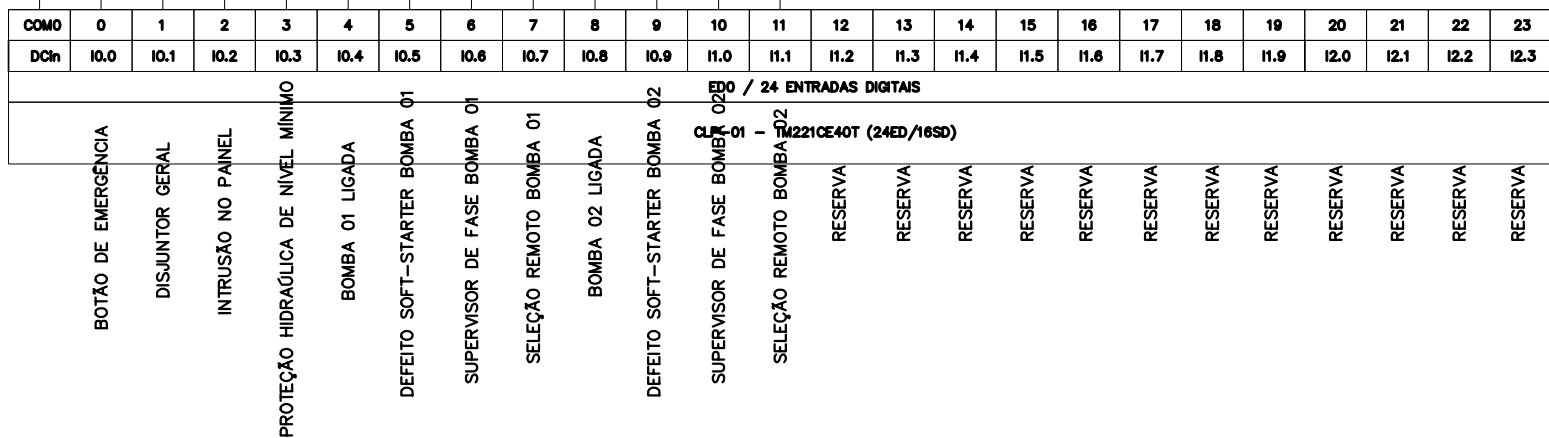 COM0 0 1 2 3 4 5 6 7 8 9 10 11 12 13 14 15 16 17 18 19 20 21 22 23
DCin I0.0 I0.1 I0.2 I0.3 I0.4 I0.5 I0.6 I0.7 I0.8 I0.9 I1.0 I1.1 I1.2 I1.3 I1.4 I1.5 I1.6 I1.7 I1.8 I1.9 I2.0 I2.1 I2.2 I2.3
ED0 / 24 ENTRADAS DIGITAIS
CLP-01 - TM221CE40T (24ED/16SD)
BOTÃO DE EMERGÊNCIA
DISJUNTOR GERAL
INTRUSÃO NO PAINEL
PROTEÇÃO HIDRAÚLICA DE NÍVEL MÍNIMO
BOMBA 01 LIGADA
DEFEITO SOFT-STARTER BOMBA 01
SUPERVISOR DE FASE BOMBA 01
SELEÇÃO REMOTO BOMBA 01
BOMBA 02 LIGADA
DEFEITO SOFT-STARTER BOMBA 02
SUPERVISOR DE FASE BOMBA 02
SELEÇÃO REMOTO BOMBA 02
RESERVA
RESERVA
RESERVA
RESERVA
RESERVA
RESERVA
RESERVA
RESERVA
RESERVA
RESERVA
RESERVA
RESERVA